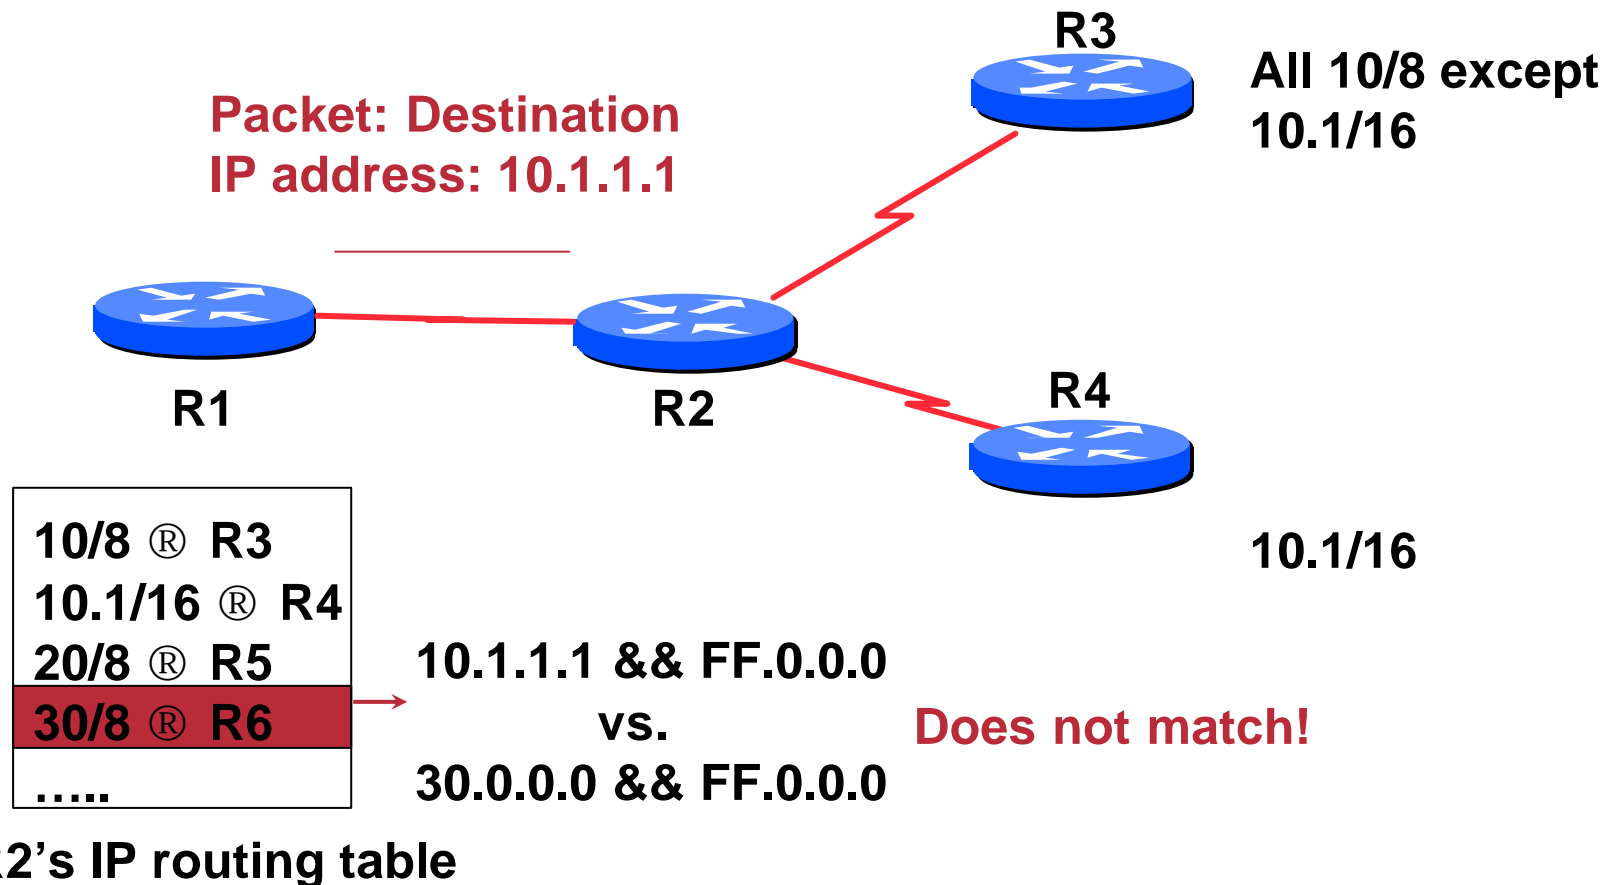 R3
All 10/8 except
10.1/16
Packet: Destination
IP address: 10.1.1.1
R1
R2
R4
10.1/16
10/8 ® R3
10.1/16 ® R4
20/8 ® R5
30/8 ® R6
…..
10.1.1.1 && FF.0.0.0
vs.
30.0.0.0 && FF.0.0.0
Does not match!
R2’s IP routing table